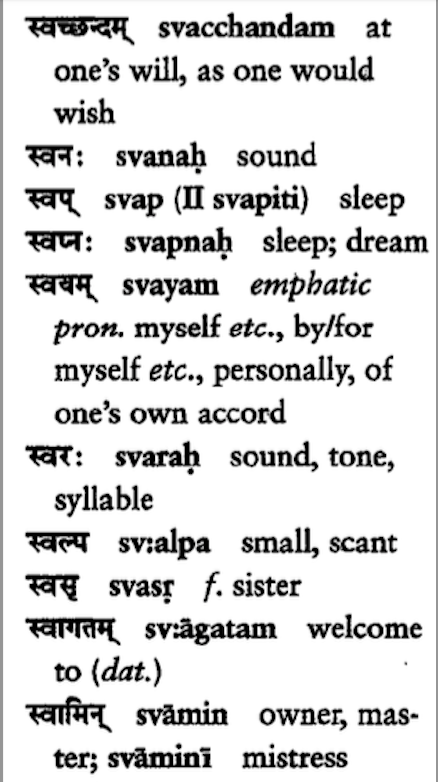 स्वच्छन्दम् svacchandam at
one's will, as one would
wish
स्वनः svanaḥ sound
स्वप् svap (II svapiti) sleep
स्वप्नः svapnaḥ sleep; dream
स्वयम् svayam emphatic
pron. myself etc., by/for
myself etc., personally, of
one's own accord
स्वरः svaraḥ sound, tone,
syllable
स्वल्प sv:alpa small, scant
स्वसृ svasṛ f. sister
स्वागतम् sv:āgatam welcome
to (dat.)
स्वामिन् svāmin owner, mas-
ter; svāminī mistress